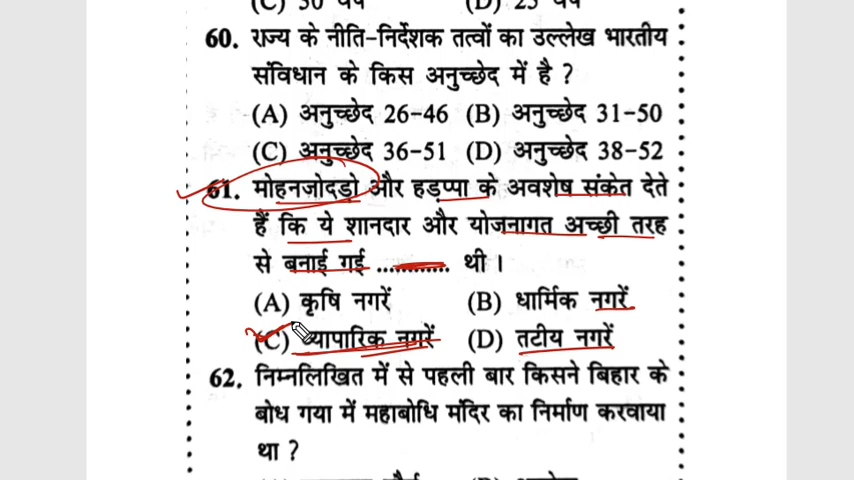 60. राज्य के नीति-निर्देशक तत्वों का उल्लेख भारतीय
संविधान के किस अनुच्छेद में है ?
(A) अनुच्छेद 26-46 (B) अनुच्छेद 31-50
(C) अनुच्छेद 36-51 (D) अनुच्छेद 38-52
61. मोहनजोदडो और हड़प्पा के अवशेष संकेत देते
हैं कि ये शानदार और योजनागत अच्छी तरह
से बनाई गई ............ थी ।
(A) कृषि नगरें (B) धार्मिक नगरें
(C) व्यापारिक नगरें (D) तटीय नगरें
62. निम्नलिखित में से पहली बार किसने बिहार के
बोध गया में महाबोधि मंदिर का निर्माण करवाया
था ?